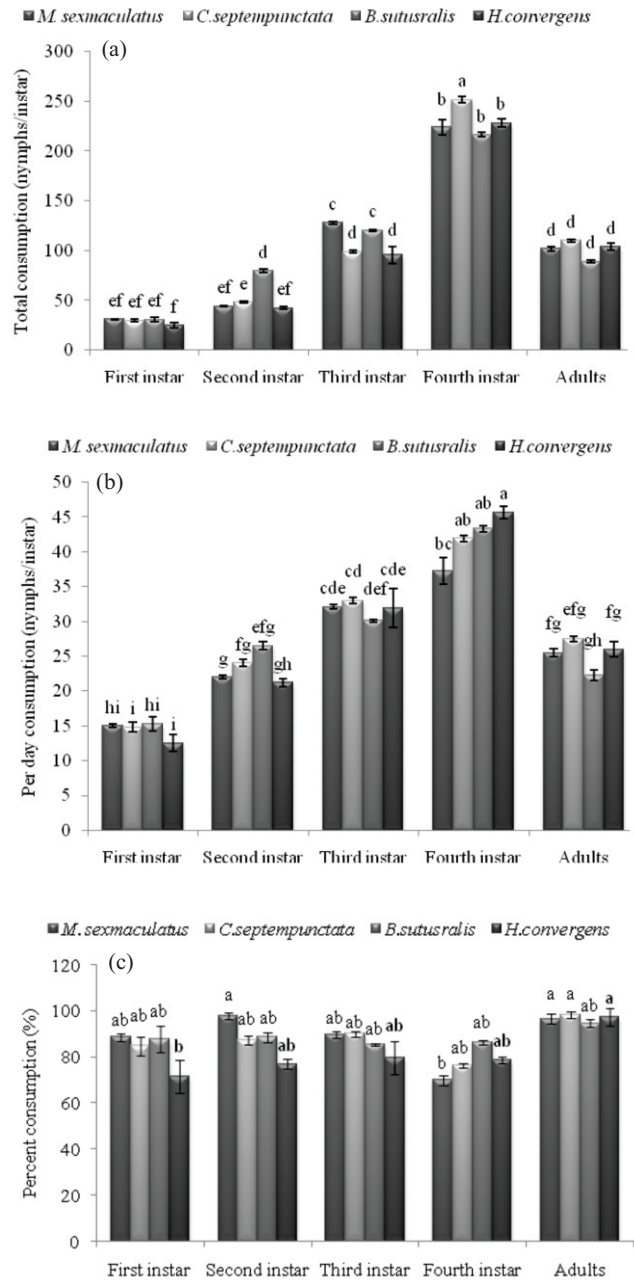 M. sexmaculatus C.septempunctata B.sutusralis H.convergens
(a)
Total consumption (nymphs/instar)
300
250
200
150
100
50
0
ef ef ef f
ef e d ef
c d c d
b a b b
d d d d
First instar Second instar Third instar Fourth instar Adults
M. sexmaculatus C.septempunctata B.sutusralis H.convergens
(b)
Per day consumption (nymphs/instar)
50
45
40
35
30
25
20
15
10
5
0
hi i hi i
g fg efg gh
cde cd def cde
bc ab ab a
fg efg gh fg
First instar Second instar Third instar Fourth instar Adults
M. sexmaculatus C.septempunctata B.sutusralis H.convergens
(c)
Percent consumption (%)
120
100
80
60
40
20
0
ab ab ab b
a ab ab ab
ab ab ab ab
b ab ab ab
a a ab a
First instar Second instar Third instar Fourth instar Adults